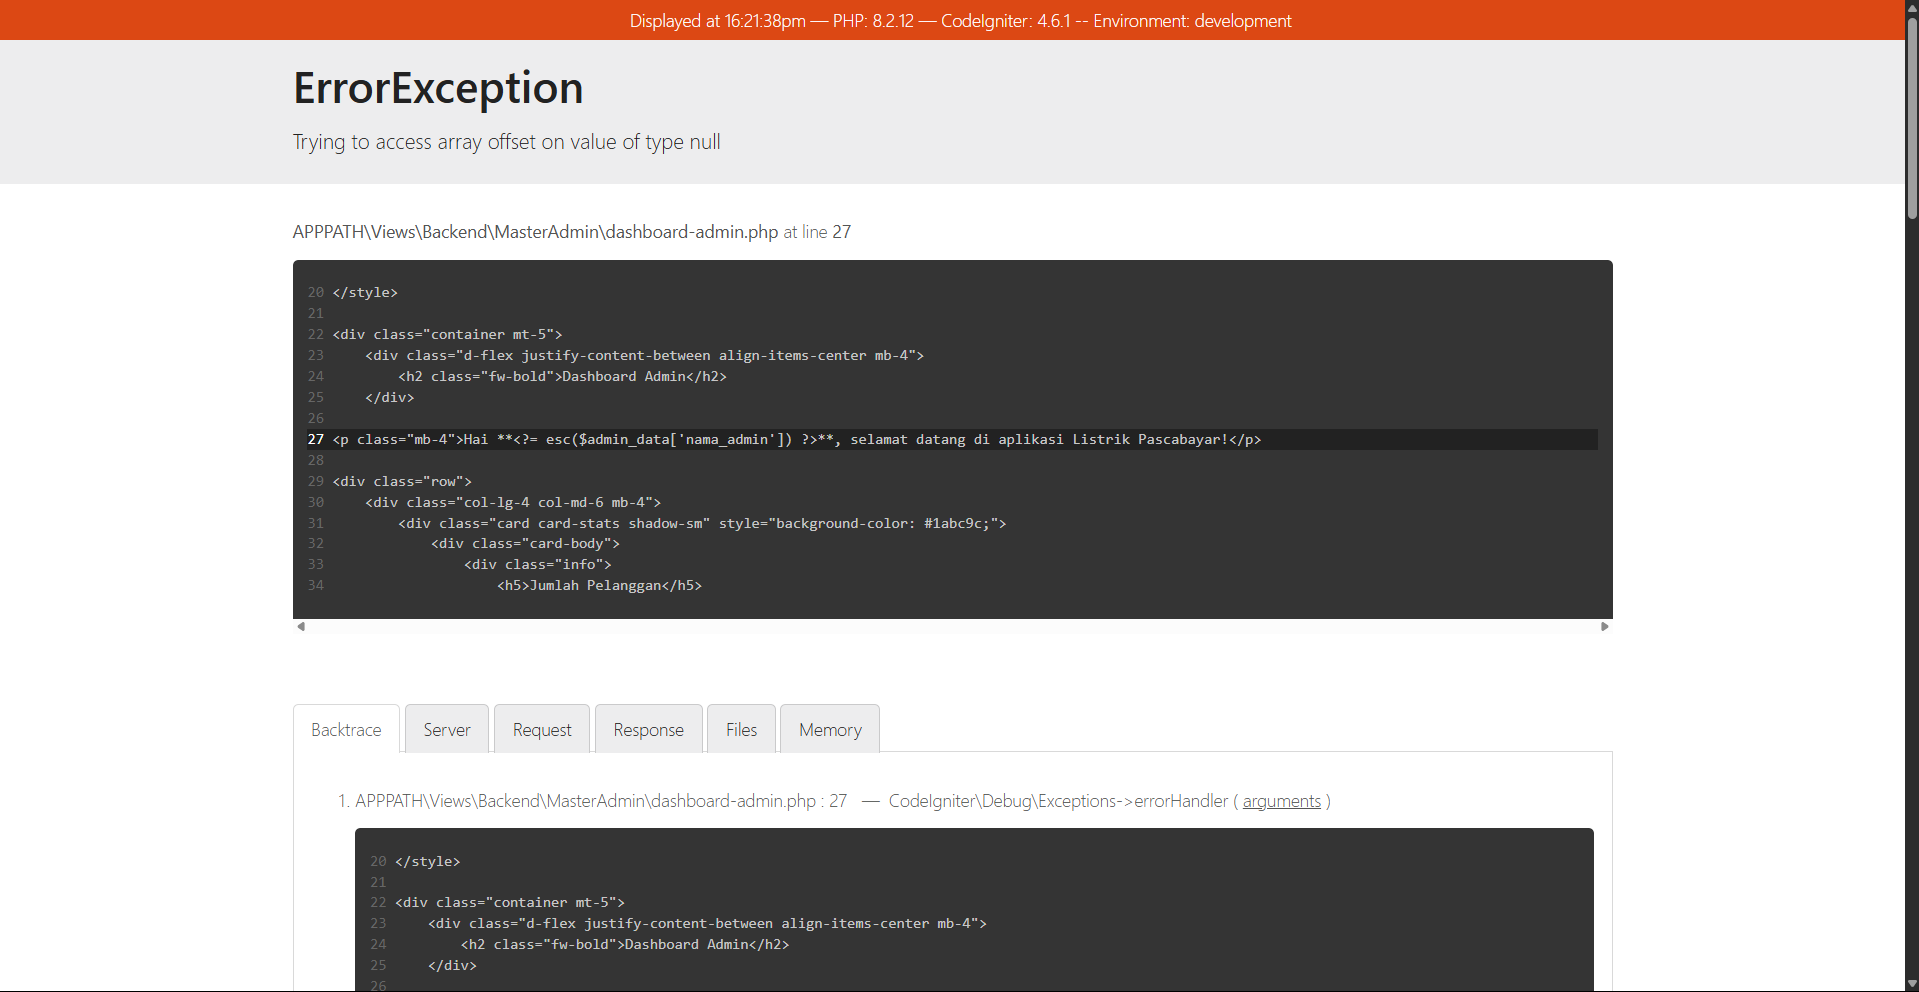 Displayed at 16:21:38pm — PHP: 8.2.12 — CodeIgniter: 4.6.1 -- Environment: development
ErrorException
Trying to access array offset on value of type null
APPPATH\Views\Backend\MasterAdmin\dashboard-admin.php at line 27
20 </style>
21
22 <div class="container mt-5">
23     <div class="d-flex justify-content-between align-items-center mb-4">
24         <h2 class="fw-bold">Dashboard Admin</h2>
25     </div>
26
27 <p class="mb-4">Hai **<?= esc($admin_data['nama_admin']) ?>**, selamat datang di aplikasi Listrik Pascabayar!</p>
28
29 <div class="row">
30     <div class="col-lg-4 col-md-6 mb-4">
31         <div class="card card-stats shadow-sm" style="background-color: #1abc9c;">
32             <div class="card-body">
33                 <div class="info">
34                     <h5>Jumlah Pelanggan</h5>
Backtrace Server Request Response Files Memory
1. APPPATH\Views\Backend\MasterAdmin\dashboard-admin.php : 27 — CodeIgniter\Debug\Exceptions->errorHandler ( arguments )
20 </style>
21
22 <div class="container mt-5">
23     <div class="d-flex justify-content-between align-items-center mb-4">
24         <h2 class="fw-bold">Dashboard Admin</h2>
25     </div>
26